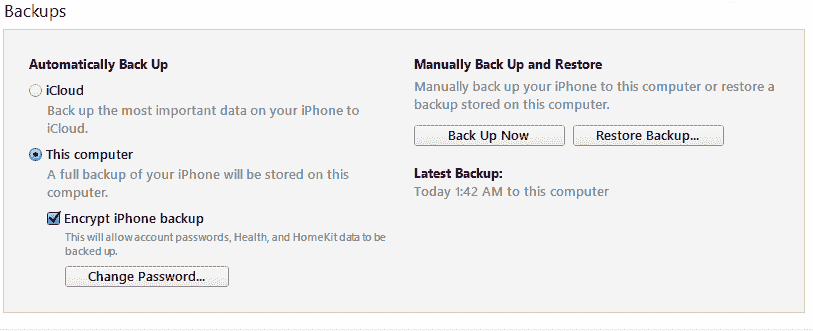 Backups
Automatically Back Up
iCloud
Back up the most important data on your iPhone to
iCloud.
This computer
A full backup of your iPhone will be stored on this
computer.
Encrypt iPhone backup
This will allow account passwords, Health, and HomeKit data to be
backed up.
Change Password...
Manually Back Up and Restore
Manually back up your iPhone to this computer or restore a
backup stored on this computer.
Back Up Now
Restore Backup...
Latest Backup:
Today 1:42 AM to this computer